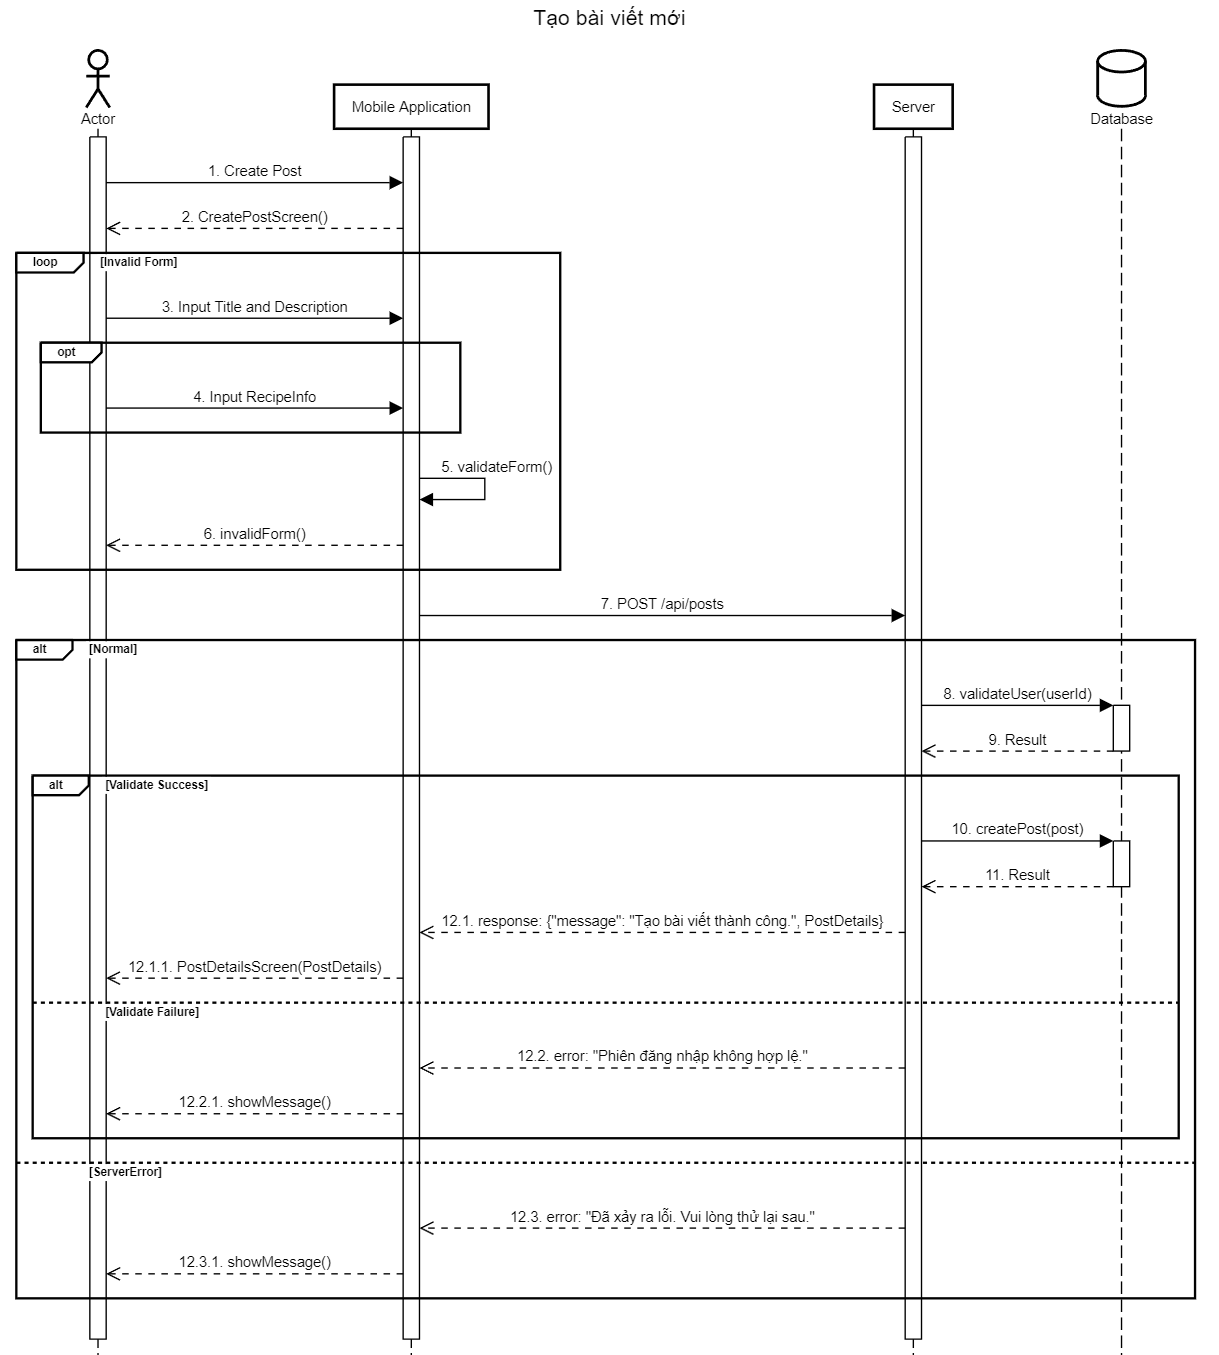 Tạo bài viết mới
Actor
Mobile Application
Server
Database
1. Create Post
2. CreatePostScreen()
loop
[Invalid Form]
3. Input Title and Description
opt
4. Input RecipeInfo
5. validateForm()
6. invalidForm()
7. POST /api/posts
alt
[Normal]
8. validateUser(userId)
9. Result
alt
[Validate Success]
10. createPost(post)
11. Result
12.1. response: {"message": "Tạo bài viết thành công.", PostDetails}
12.1.1. PostDetailsScreen(PostDetails)
[Validate Failure]
12.2. error: "Phiên đăng nhập không hợp lệ."
12.2.1. showMessage()
[ServerError]
12.3. error: "Đã xảy ra lỗi. Vui lòng thử lại sau."
12.3.1. showMessage()